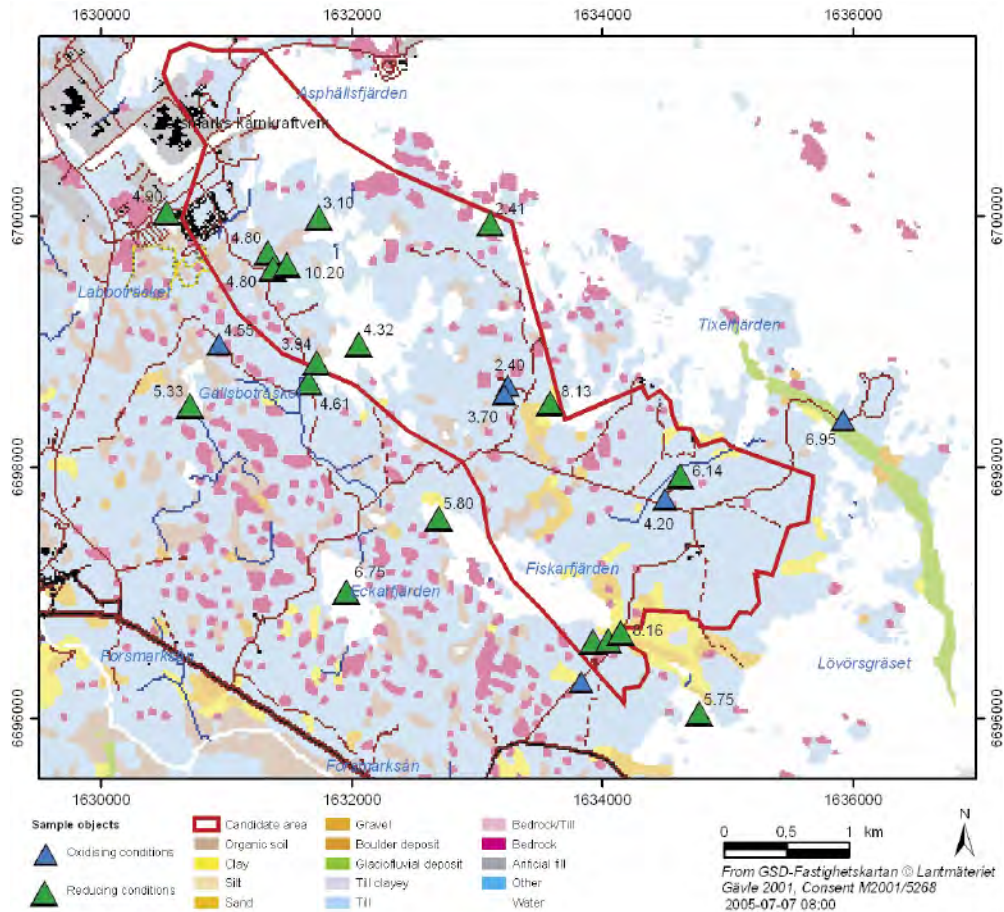 1630000 1632000 1634000 1636000
Asphällsfjärden
smarks kärnkraftverk
6700000
6700000
4.90
3.10
2.41
4.80
10.20
4.80
Labboträsket
4.55
3.94
4.32
Tixelfjärden
5.33
Gällsboträsket
4.61
2.40
3.70
8.13
6.95
6698000
6698000
6.14
4.20
5.80
6.75
Eckarfjärden
Fiskarfjärden
8.16
Forsmarksån
Lövörsgräset
5.75
6696000
6696000
Forsmarksån
1630000 1632000 1634000 1636000
Sample objects
Oxidising conditions
Reducing conditions
Candidate area
Organic soil
Clay
Silt
Sand
Gravel
Boulder deposit
Glaciofluvial deposit
Till clayey
Till
Bedrock/Till
Bedrock
Artificial fill
Other
Water
0 0,5 1 km
N
From GSD-Fastighetskartan © Lantmäteriet
Gävle 2001, Consent M2001/5268
2005-07-07 08:00